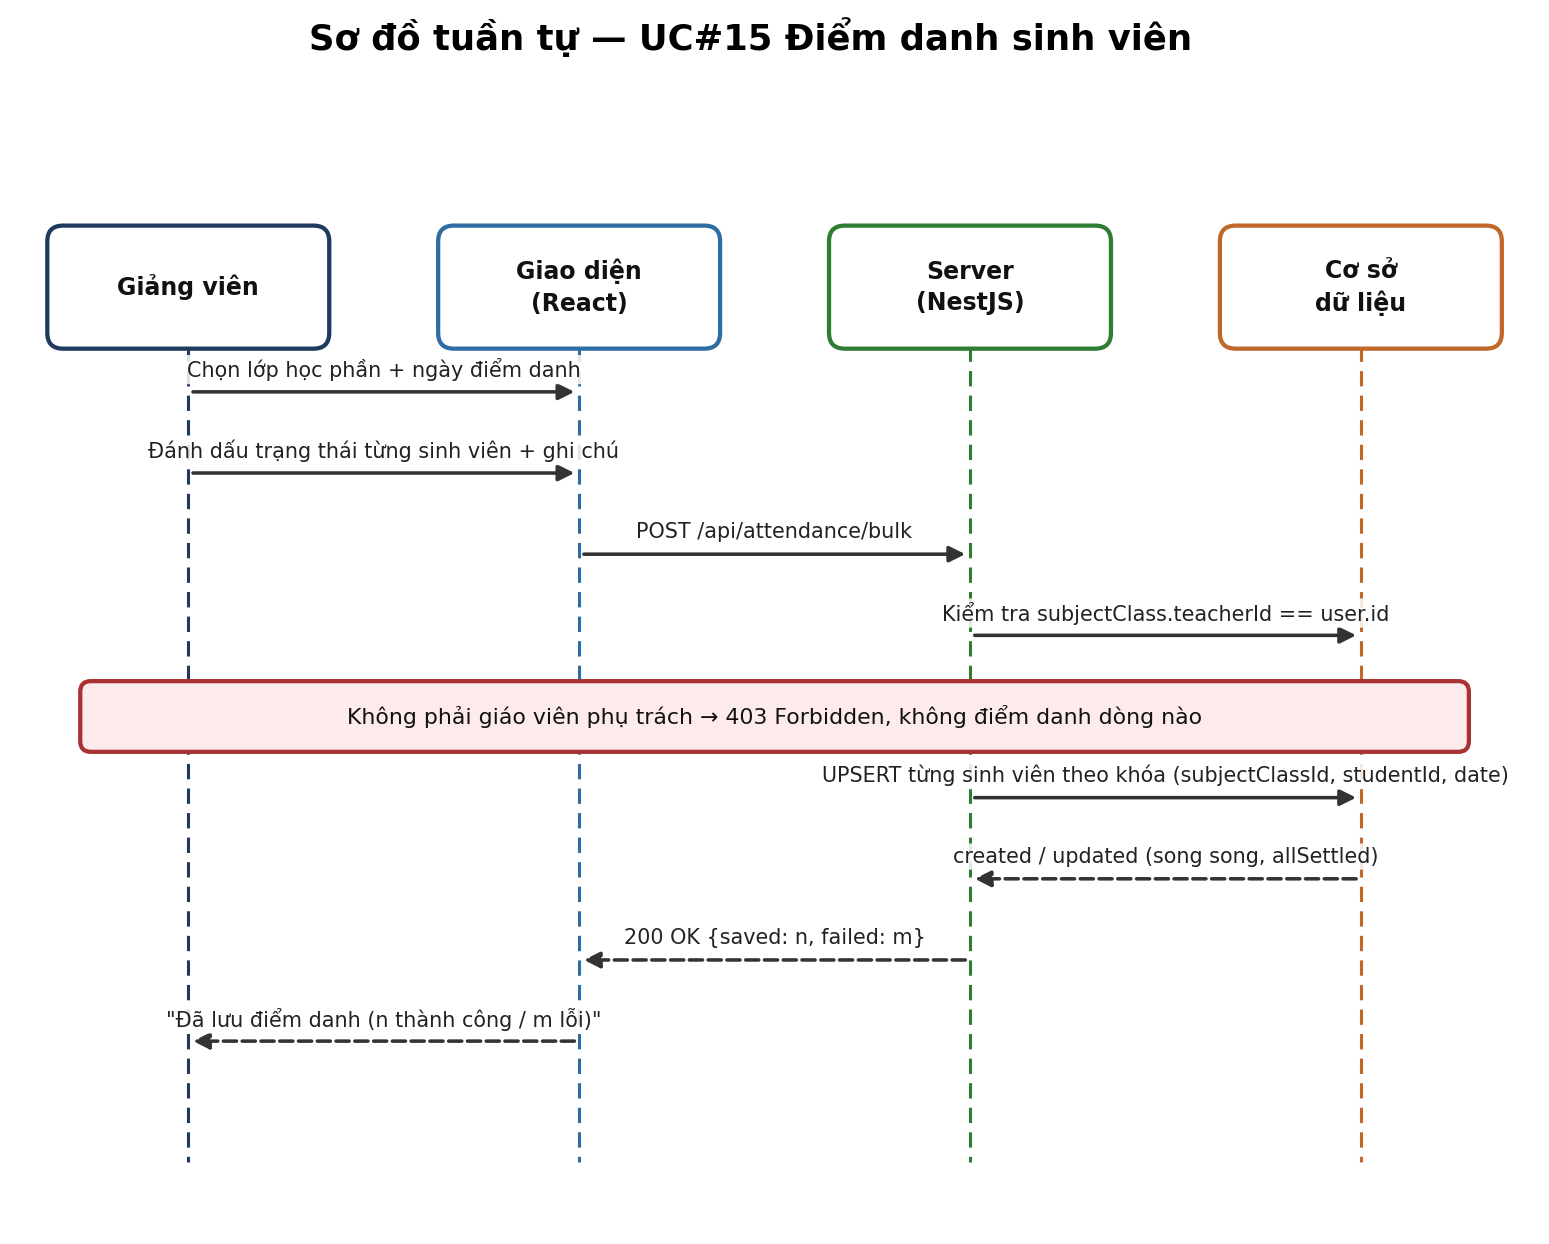 Sơ đồ tuần tự — UC#15 Điểm danh sinh viên
Giảng viên
Giao diện
(React)
Server
(NestJS)
Cơ sở
dữ liệu
Chọn lớp học phần + ngày điểm danh
Đánh dấu trạng thái từng sinh viên + ghi chú
POST /api/attendance/bulk
Kiểm tra subjectClass.teacherId == user.id
Không phải giáo viên phụ trách → 403 Forbidden, không điểm danh dòng nào
UPSERT từng sinh viên theo khóa (subjectClassId, studentId, date)
created / updated (song song, allSettled)
200 OK {saved: n, failed: m}
"Đã lưu điểm danh (n thành công / m lỗi)"